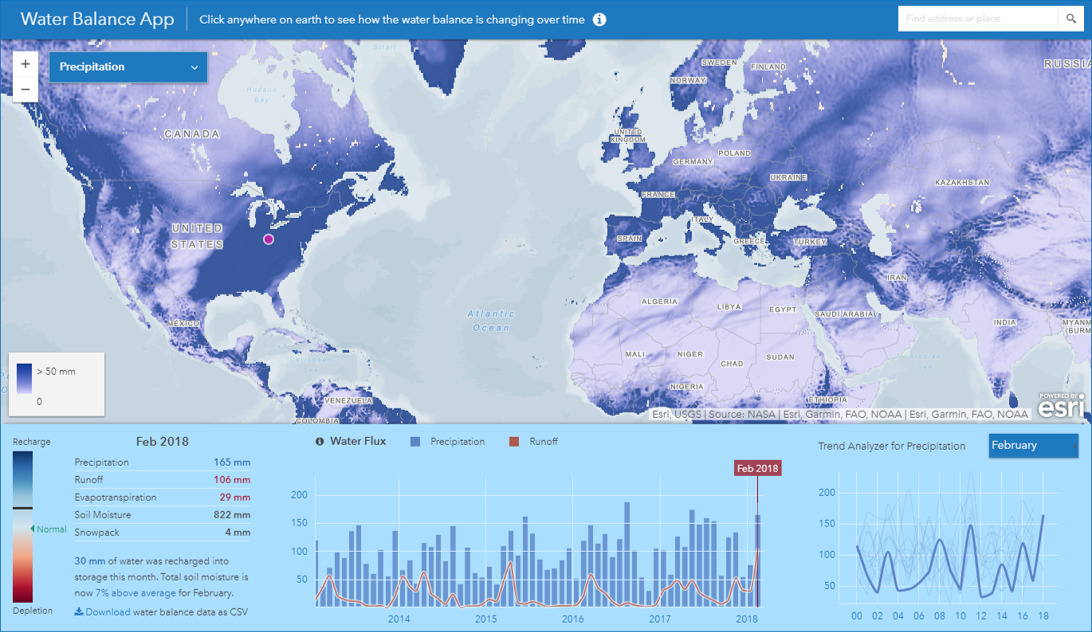 Water Balance App
Click anywhere on earth to see how the water balance is changing over time
Find address or place
+
−
Precipitation
Hudson
Bay
CANADA
UNITED
STATES
MÉXICO
VENEZUELA
COLOMBIA
Atlantic
Ocean
SWEDEN
FINLAND
NORWAY
RUSSIA
UNITED
KINGDOM
POLAND
GERMANY
UKRAINE
FRANCE
KAZAKHSTAN
ITALY
SPAIN
GREECE
TURKEY
IRAN
ALGERIA
LIBYA
EGYPT
SAUDI ARABIA
INDIA
MALI
NIGER
CHAD
SUDAN
NIGERIA
ETHIOPIA
> 50 mm
0
POWERED BY
esri
Esri, USGS | Source: NASA | Esri, Garmin, FAO, NOAA | Esri, Garmin, FAO, NOAA
Recharge
Normal
Depletion
Feb 2018
Precipitation 165 mm
Runoff 106 mm
Evapotranspiration 29 mm
Soil Moisture 822 mm
Snowpack 4 mm
30 mm of water was recharged into
storage this month. Total soil moisture is
now 7% above average for February.
Download water balance data as CSV
Water Flux Precipitation Runoff
Feb 2018
200
150
100
50
2014 2015 2016 2017 2018
Trend Analyzer for Precipitation February
200
150
100
50
00 02 04 06 08 10 12 14 16 18